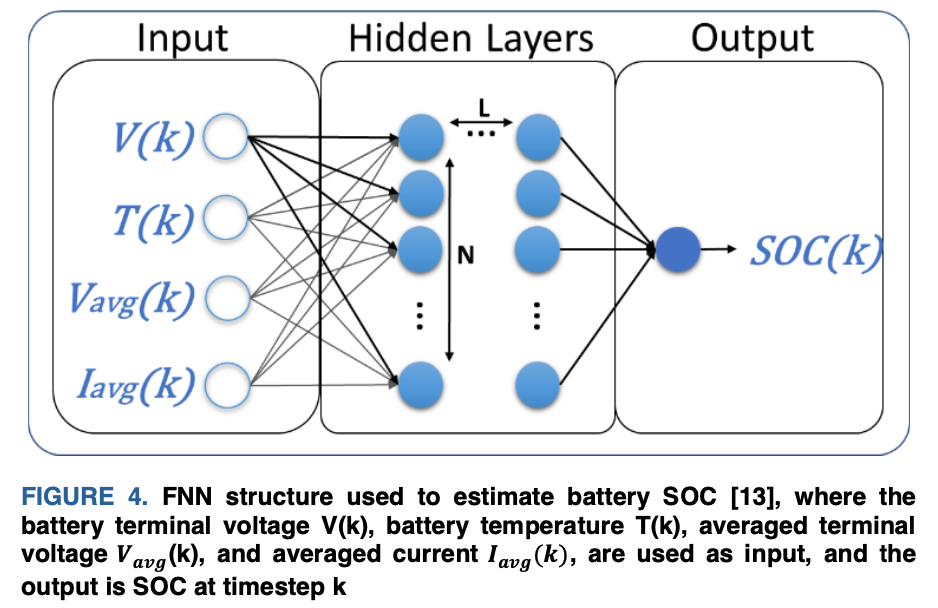 Input Hidden Layers Output
L
...
V(k)
T(k)
N
SOC(k)
Vavg(k)
Iavg(k)
FIGURE 4. FNN structure used to estimate battery SOC [13], where the
battery terminal voltage V(k), battery temperature T(k), averaged terminal
voltage V_avg(k), and averaged current I_avg(k), are used as input, and the
output is SOC at timestep k